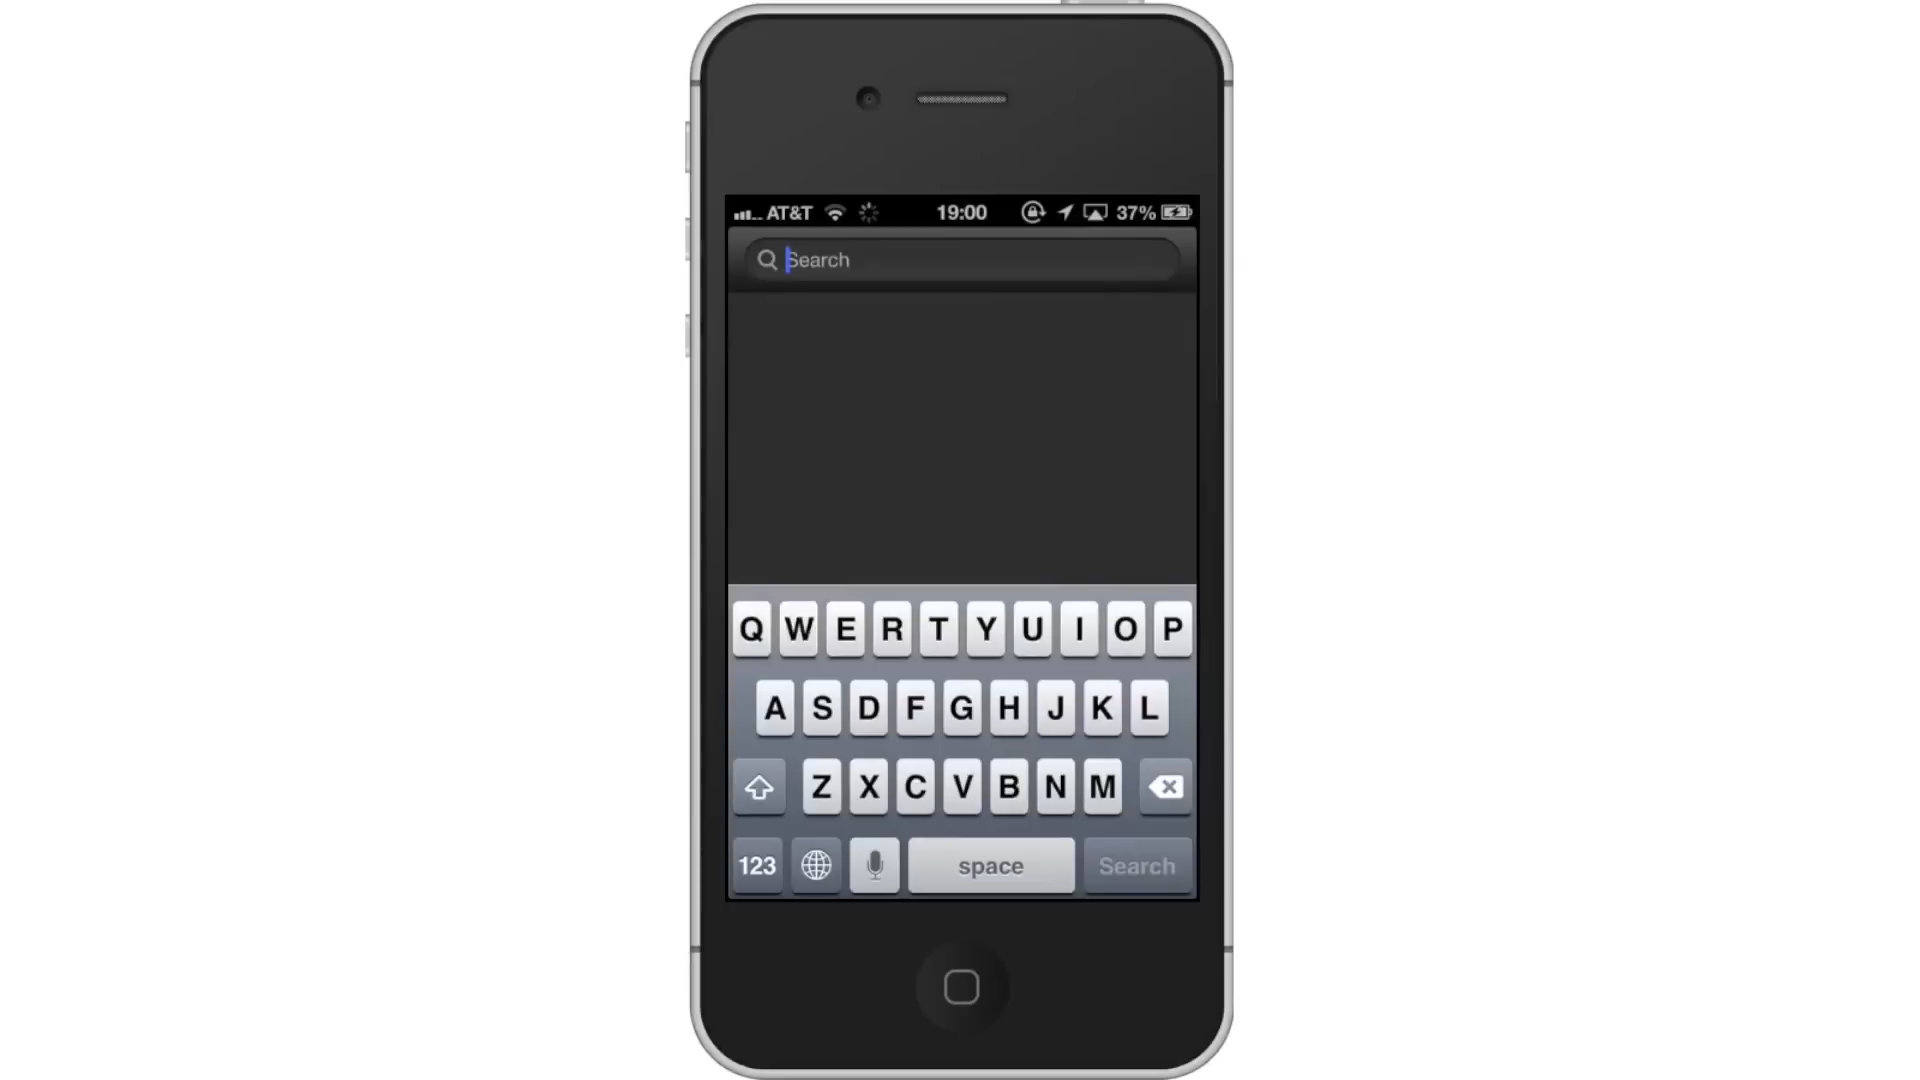 AT&T 19:00 37%
Search
Q W E R T Y U I O P
A S D F G H J K L
Z X C V B N M
123 space Search